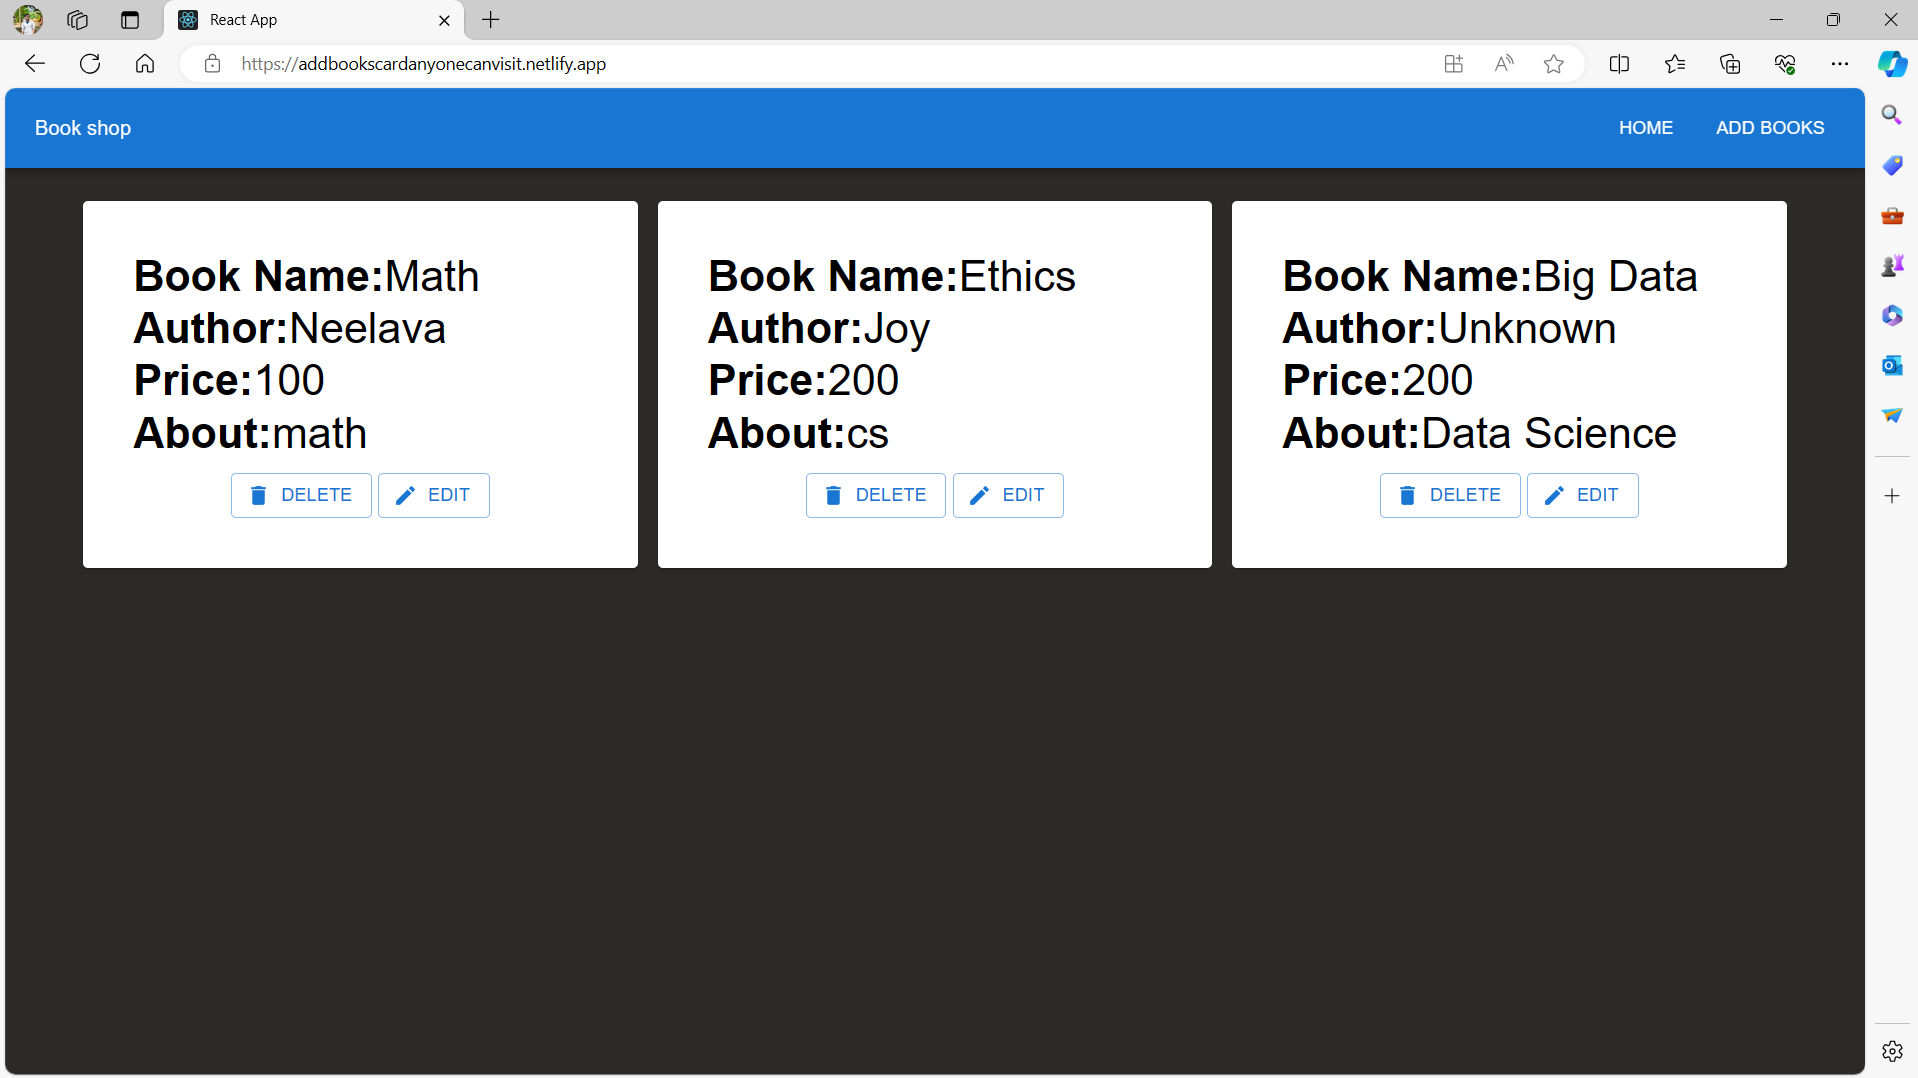 React App
https://addbookscardanyonecanvisit.netlify.app
Book shop
HOME
ADD BOOKS
Book Name:Math
Author:Neelava
Price:100
About:math
DELETE
EDIT
Book Name:Ethics
Author:Joy
Price:200
About:cs
DELETE
EDIT
Book Name:Big Data
Author:Unknown
Price:200
About:Data Science
DELETE
EDIT